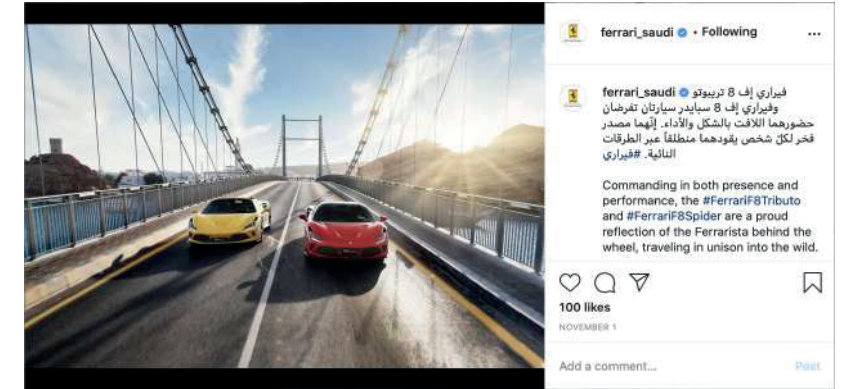 ferrari_saudi • Following
ferrari_saudi فيراري إف 8 تريبوتو
وفيراري إف 8 سبايدر سيارتان تفرضان
حضورهما اللافت بالشكل والأداء. إنّهما مصدر
فخر لكلّ شخص يقودهما منطلقاً عبر الطرقات
النائية. #فيراري
Commanding in both presence and
performance, the #FerrariF8Tributo
and #FerrariF8Spider are a proud
reflection of the Ferrarista behind the
wheel, traveling in unison into the wild.
100 likes
NOVEMBER 1
Add a comment...
Post